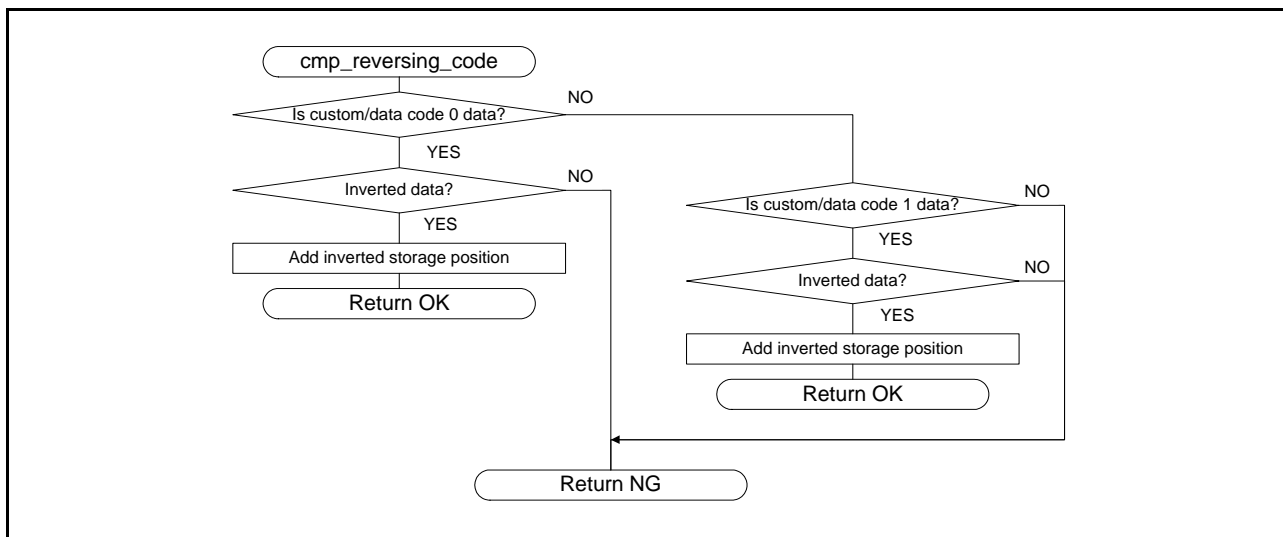 cmp_reversing_code
Is custom/data code 0 data?
NO
YES
Inverted data?
NO
YES
Add inverted storage position
Return OK
Is custom/data code 1 data?
NO
YES
Inverted data?
NO
YES
Add inverted storage position
Return OK
Return NG